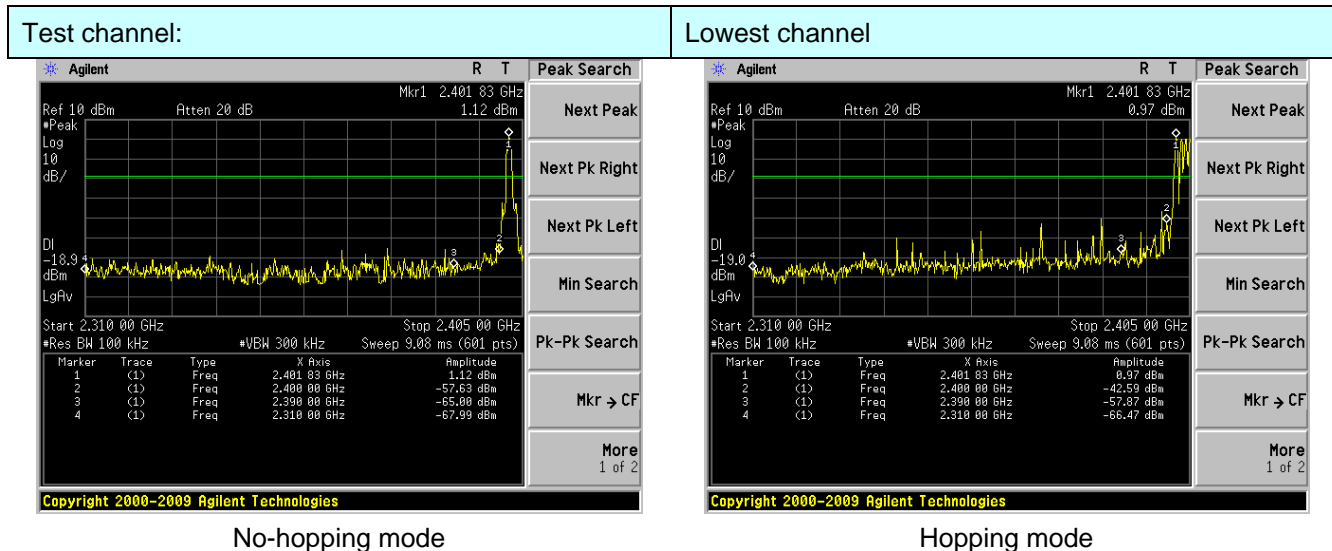 Test channel: Lowest channel
Agilent R T Peak Search
Mkr1 2.401 83 GHz
Ref 10 dBm Atten 20 dB 1.12 dBm
#Peak
Log
10
dB/
DI
-18.9
dBm
LgAv
1
2
3
4
Start 2.310 00 GHz Stop 2.405 00 GHz
#Res BW 100 kHz #VBW 300 kHz Sweep 9.08 ms (601 pts)
Marker Trace Type X Axis Amplitude
1 (1) Freq 2.401 83 GHz 1.12 dBm
2 (1) Freq 2.400 00 GHz -57.63 dBm
3 (1) Freq 2.390 00 GHz -65.00 dBm
4 (1) Freq 2.310 00 GHz -67.99 dBm
Next Peak
Next Pk Right
Next Pk Left
Min Search
Pk-Pk Search
Mkr → CF
More
1 of 2
Copyright 2000-2009 Agilent Technologies
No-hopping mode
Agilent R T Peak Search
Mkr1 2.401 83 GHz
Ref 10 dBm Atten 20 dB 0.97 dBm
#Peak
Log
10
dB/
DI
-19.0
dBm
LgAv
1
2
3
4
Start 2.310 00 GHz Stop 2.405 00 GHz
#Res BW 100 kHz #VBW 300 kHz Sweep 9.08 ms (601 pts)
Marker Trace Type X Axis Amplitude
1 (1) Freq 2.401 83 GHz 0.97 dBm
2 (1) Freq 2.400 00 GHz -42.59 dBm
3 (1) Freq 2.390 00 GHz -57.87 dBm
4 (1) Freq 2.310 00 GHz -66.47 dBm
Next Peak
Next Pk Right
Next Pk Left
Min Search
Pk-Pk Search
Mkr → CF
More
1 of 2
Copyright 2000-2009 Agilent Technologies
Hopping mode